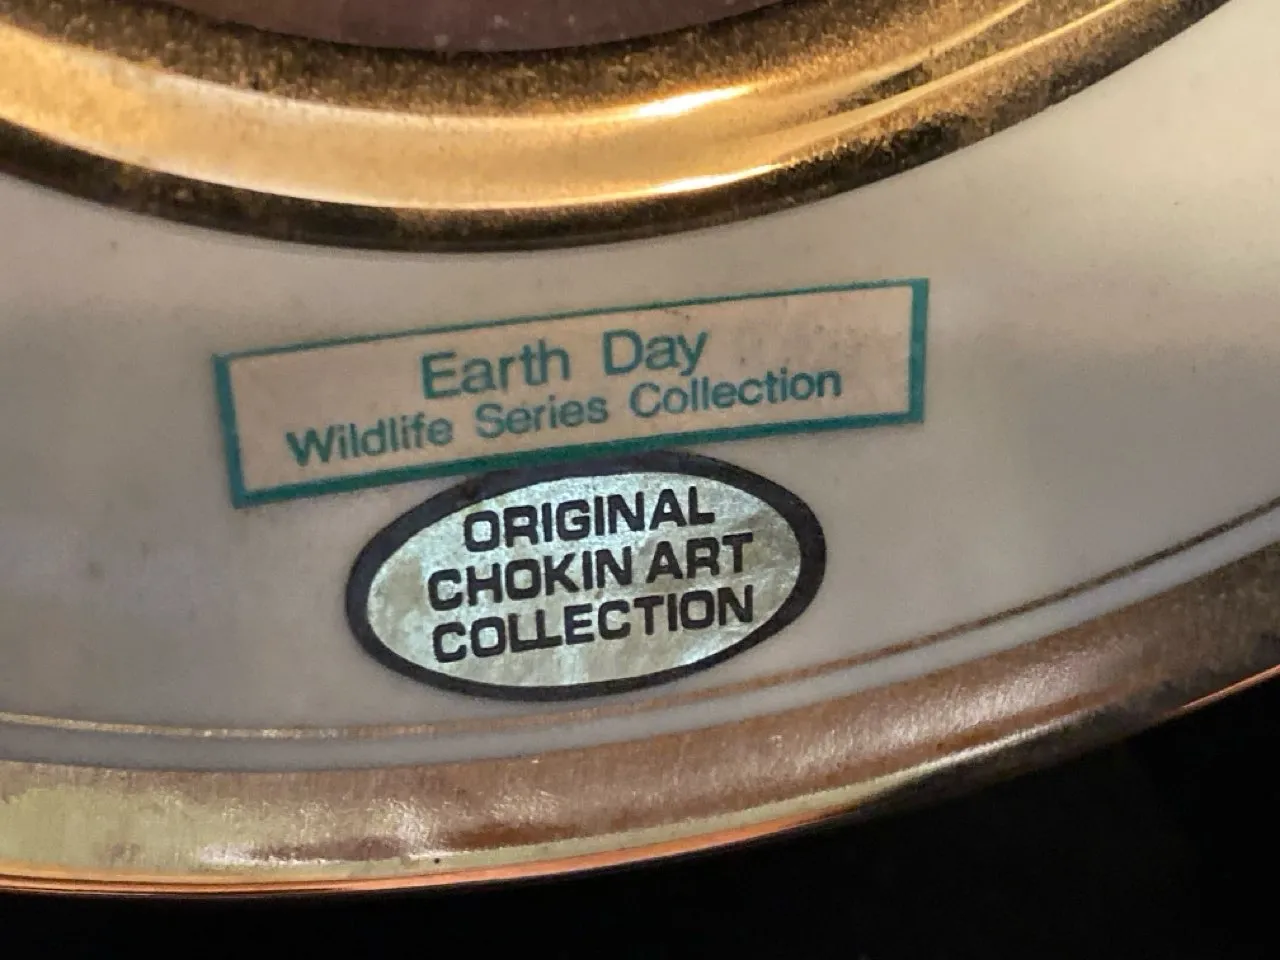 Earth Day
Wildlife Series Collection
ORIGINAL
CHOKIN ART
COLLECTION